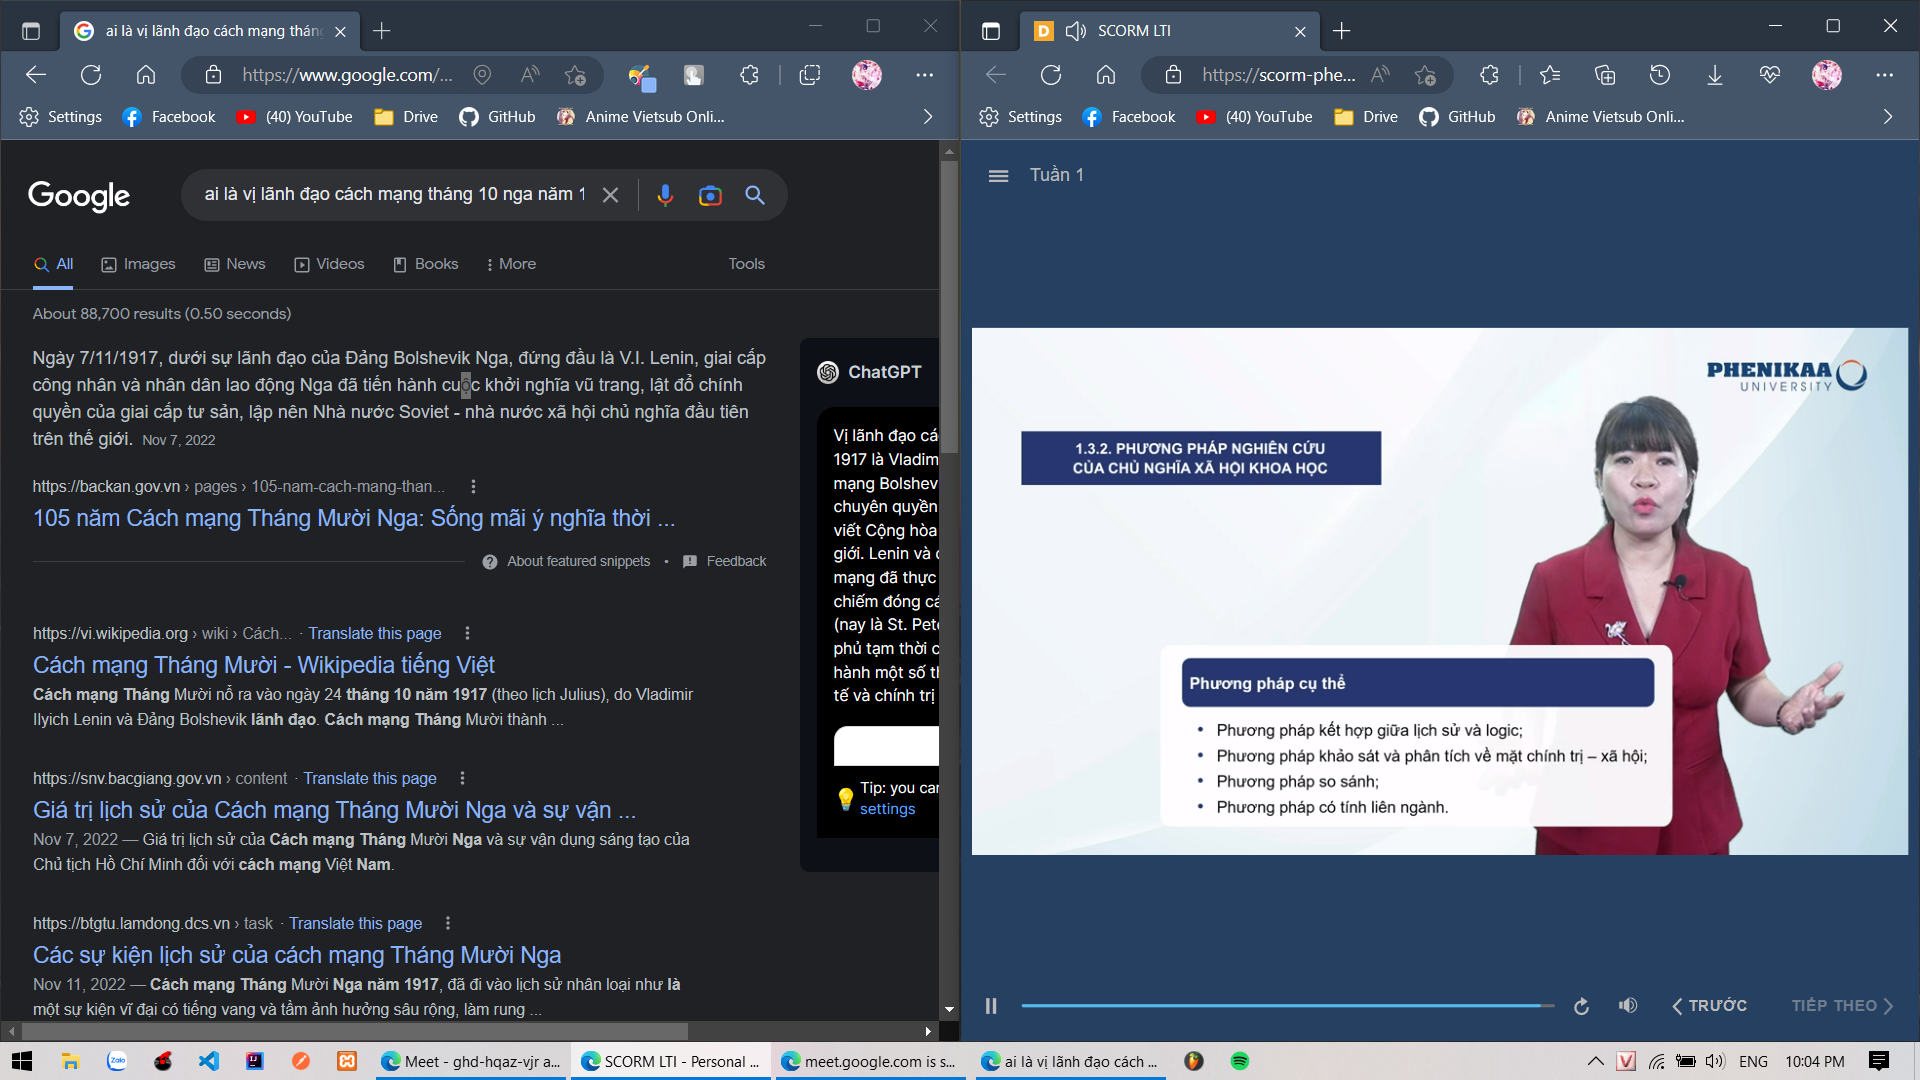 ai là vị lãnh đạo cách mạng thán
https://www.google.com/...
Settings
Facebook
(40) YouTube
Drive
GitHub
Anime Vietsub Onli...
Google
ai là vị lãnh đạo cách mạng tháng 10 nga năm 1
All
Images
News
Videos
Books
More
Tools
About 88,700 results (0.50 seconds)
Ngày 7/11/1917, dưới sự lãnh đạo của Đảng Bolshevik Nga, đứng đầu là V.I. Lenin, giai cấp
công nhân và nhân dân lao động Nga đã tiến hành cuộc khởi nghĩa vũ trang, lật đổ chính
quyền của giai cấp tư sản, lập nên Nhà nước Soviet - nhà nước xã hội chủ nghĩa đầu tiên
trên thế giới. Nov 7, 2022
https://backan.gov.vn › pages › 105-nam-cach-mang-than...
105 năm Cách mạng Tháng Mười Nga: Sống mãi ý nghĩa thời ...
About featured snippets • Feedback
https://vi.wikipedia.org › wiki › Cách... · Translate this page
Cách mạng Tháng Mười - Wikipedia tiếng Việt
Cách mạng Tháng Mười nổ ra vào ngày 24 tháng 10 năm 1917 (theo lịch Julius), do Vladimir
Ilyich Lenin và Đảng Bolshevik lãnh đạo. Cách mạng Tháng Mười thành ...
https://snv.bacgiang.gov.vn › content · Translate this page
Giá trị lịch sử của Cách mạng Tháng Mười Nga và sự vận ...
Nov 7, 2022 — Giá trị lịch sử của Cách mạng Tháng Mười Nga và sự vận dụng sáng tạo của
Chủ tịch Hồ Chí Minh đối với cách mạng Việt Nam.
https://btgtu.lamdong.dcs.vn › task · Translate this page
Các sự kiện lịch sử của cách mạng Tháng Mười Nga
Nov 11, 2022 — Cách mạng Tháng Mười Nga năm 1917, đã đi vào lịch sử nhân loại như là
một sự kiện vĩ đại có tiếng vang và tầm ảnh hưởng sâu rộng, làm rung ...
ChatGPT
Vị lãnh đạo cá
1917 là Vladim
mạng Bolshev
chuyên quyền
viết Cộng hòa
giới. Lenin và
mạng đã thực
chiếm đóng cá
(nay là St. Pete
phủ tạm thời c
hành một số th
tế và chính trị
Tip: you can
settings
D
SCORM LTI
https://scorm-phe...
Settings
Facebook
(40) YouTube
Drive
GitHub
Anime Vietsub Onli...
Tuần 1
PHENIKAA
UNIVERSITY
1.3.2. PHƯƠNG PHÁP NGHIÊN CỨU
CỦA CHỦ NGHĨA XÃ HỘI KHOA HỌC
Phương pháp cụ thể
• Phương pháp kết hợp giữa lịch sử và logic;
• Phương pháp khảo sát và phân tích về mặt chính trị – xã hội;
• Phương pháp so sánh;
• Phương pháp có tính liên ngành.
TRƯỚC
TIẾP THEO
Zalo
Meet - ghd-hqaz-vjr a...
SCORM LTI - Personal ...
meet.google.com is s...
ai là vị lãnh đạo cách ...
V
ENG
10:04 PM